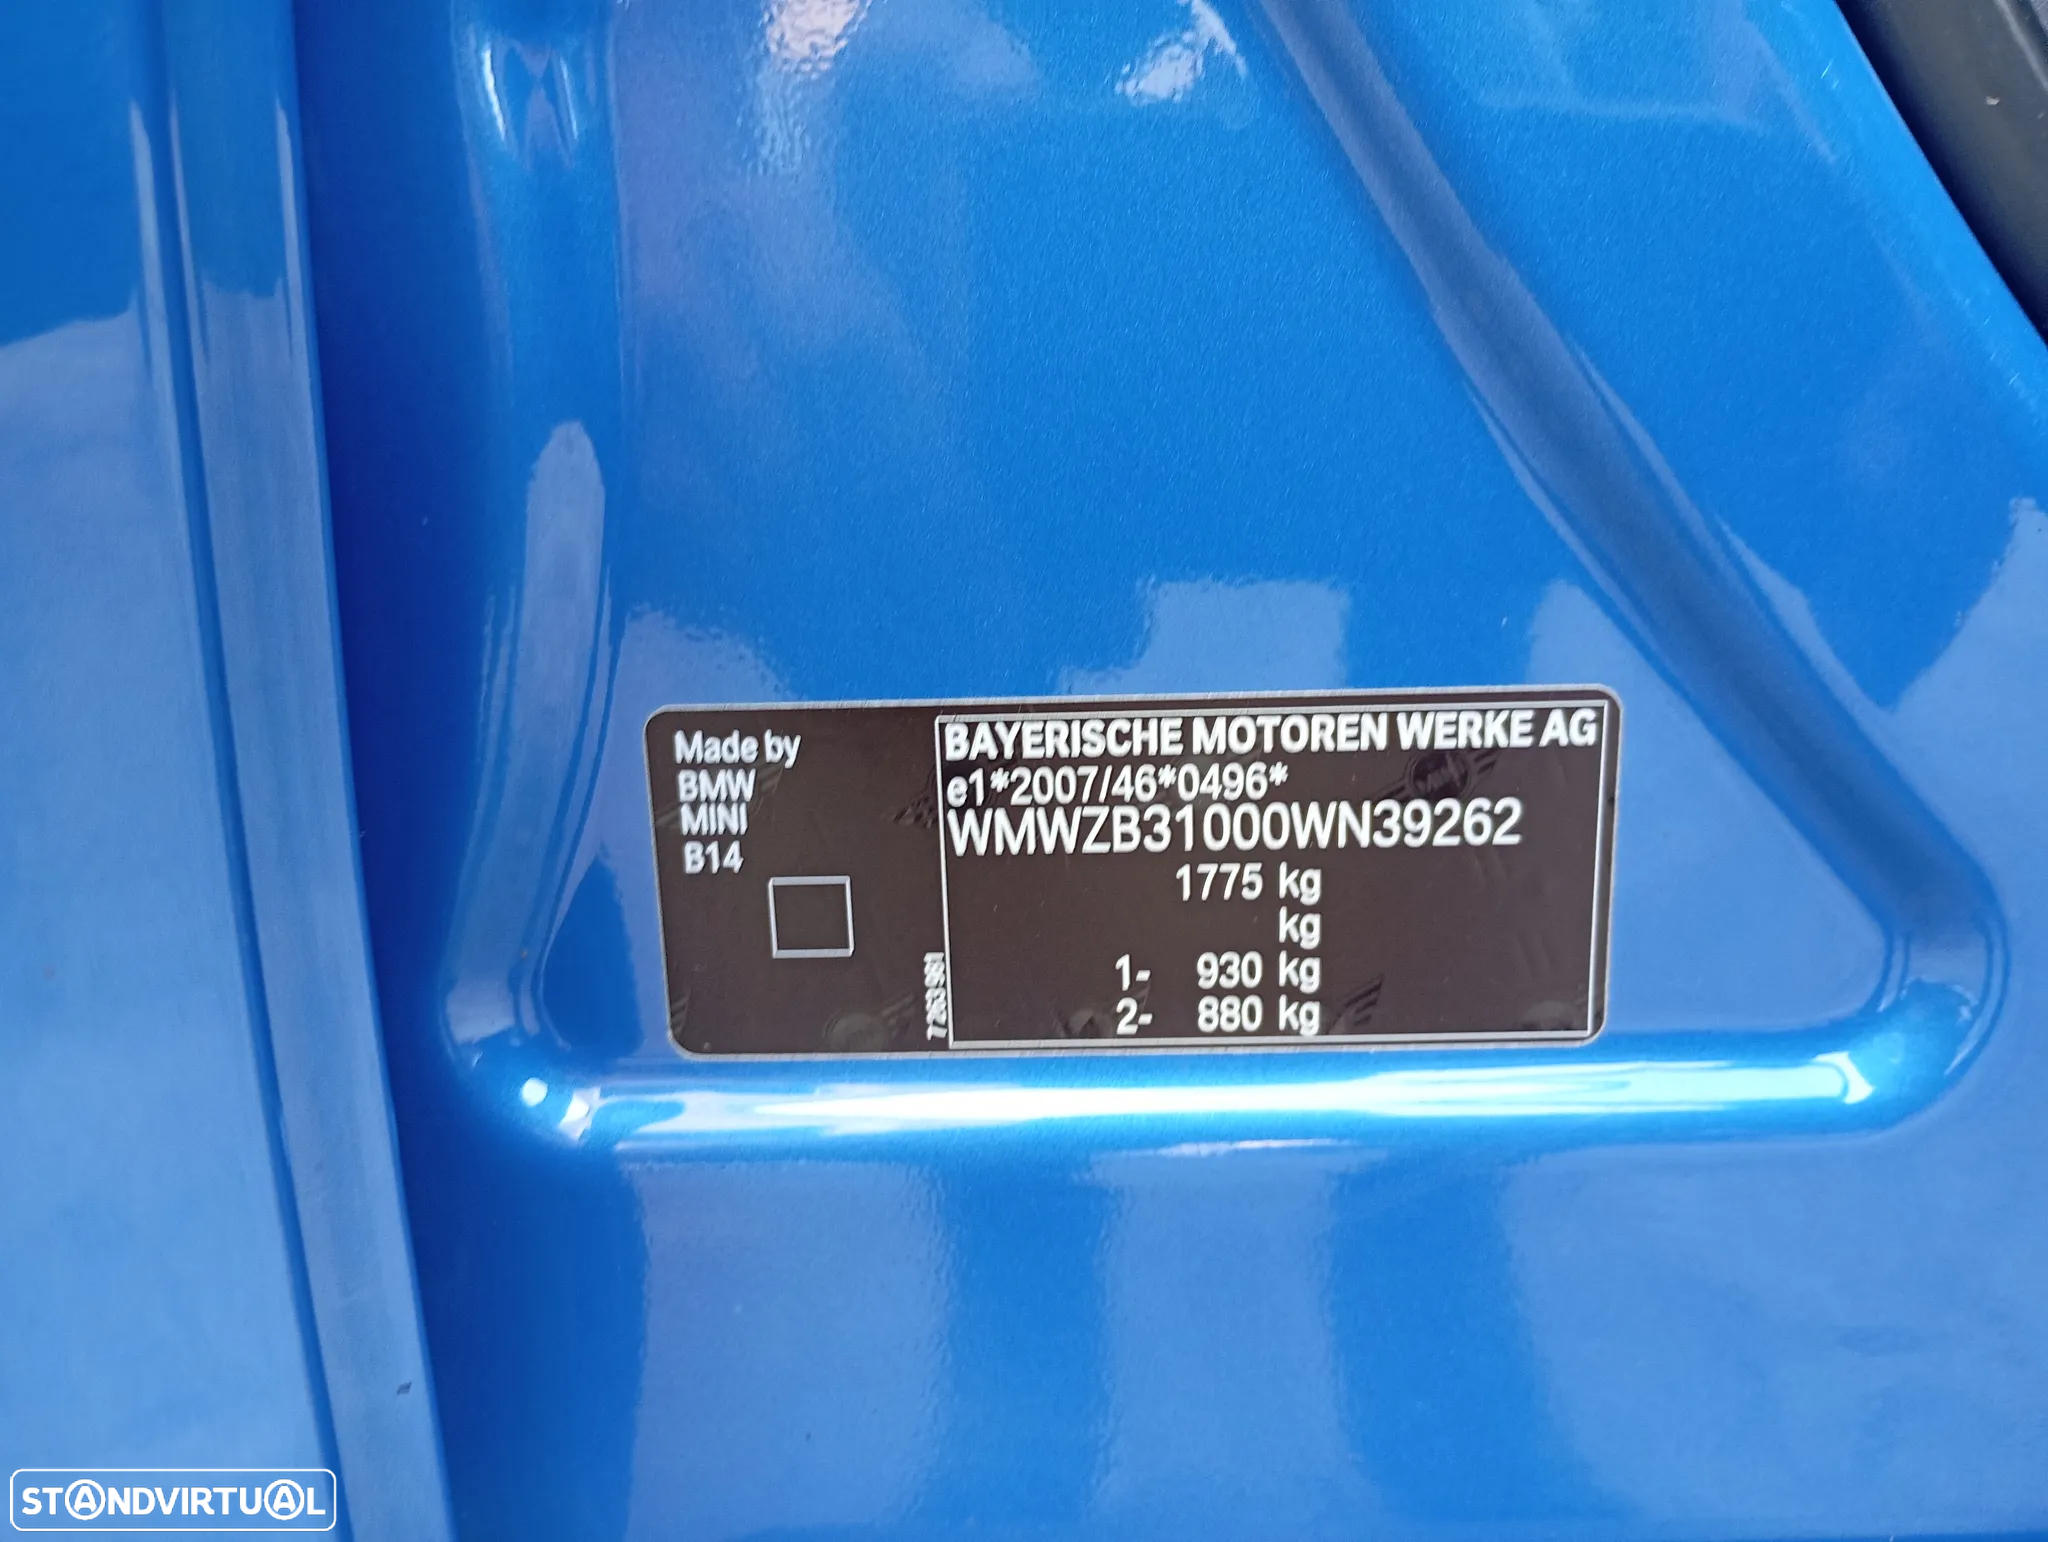 Made by
BMW
MINI
B14
7263981
BAYERISCHE MOTOREN WERKE AG
e1*2007/46*0496*
WMWZB31000WN39262
1775 kg
kg
1- 930 kg
2- 880 kg
STANDVIRTUAL